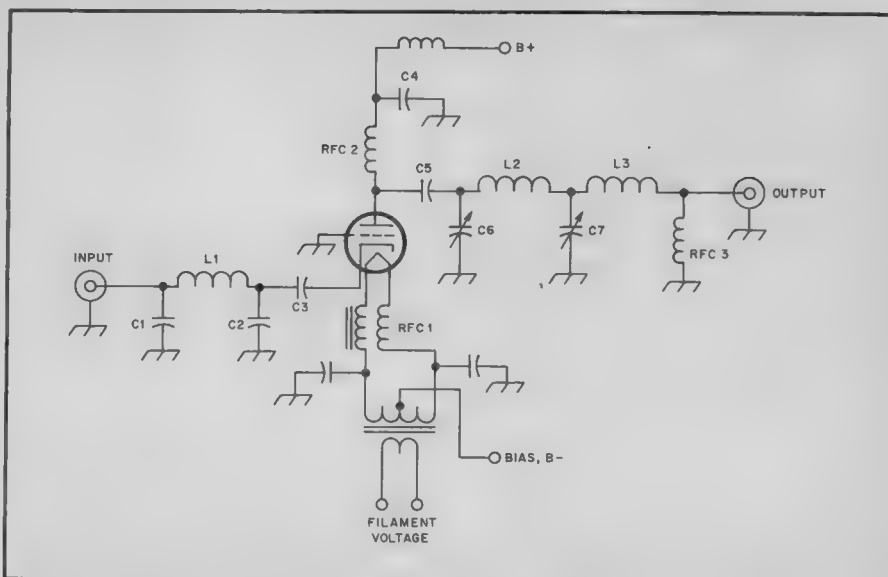 B+
C4
RFC 2
C5
L2
L3
OUTPUT
C6
C7
RFC 3
INPUT
L1
C3
C1
C2
RFC 1
BIAS, B-
FILAMENT
VOLTAGE